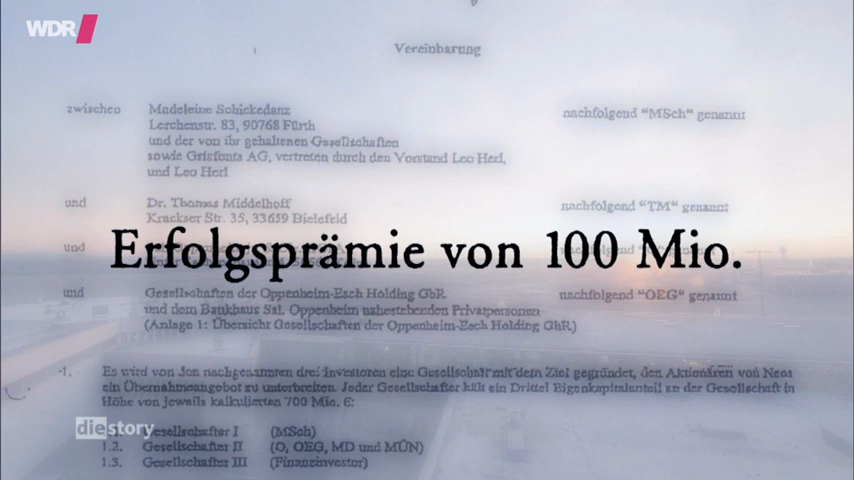 WDR
Vereinbarung
zwischen Madeleine Schickedanz nachfolgend "MSch" genannt
Lerchenstr. 83, 90768 Fürth
und der von ihr gehaltenen Gesellschaften
sowie Grisfonta AG, vertreten durch den Vorstand Leo Herl,
und Leo Herl
und Dr. Thomas Middelhoff nachfolgend "TM" genannt
Krackser Str. 35, 33659 Bielefeld
und
Erfolgsprämie von 100 Mio.
und Gesellschaften der Oppenheim-Esch Holding GbR nachfolgend "OEG" genannt
und dem Bankhaus Sal. Oppenheim nahestehenden Privatpersonen
(Anlage 1: Übersicht Gesellschaften der Oppenheim-Esch Holding GbR)
1. Es wird von den nachgenannten drei Investoren eine Gesellschaft mit dem Ziel gegründet, den Aktionären von Neos
ein Übernahmeangebot zu unterbreiten. Jeder Gesellschafter hält ein Drittel Eigenkapitalanteil an der Gesellschaft in
Höhe von jeweils kalkulierten 700 Mio. €:
die story
1.1. Gesellschafter I (MSch)
1.2. Gesellschafter II (O, OEG, MD und MÜN)
1.3. Gesellschafter III (Finanzinvestor)